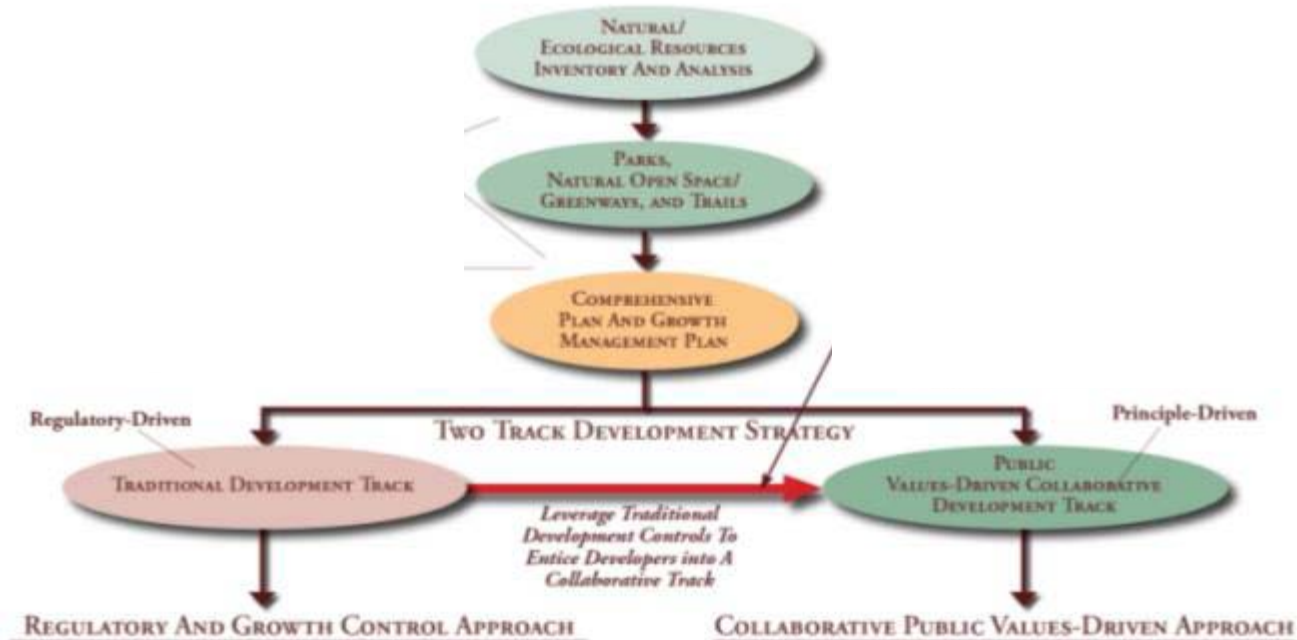 NATURAL/
ECOLOGICAL RESOURCES
INVENTORY AND ANALYSIS
PARKS,
NATURAL OPEN SPACE/
GREENWAYS, AND TRAILS
COMPREHENSIVE
PLAN AND GROWTH
MANAGEMENT PLAN
Regulatory-Driven
Principle-Driven
TWO TRACK DEVELOPMENT STRATEGY
TRADITIONAL DEVELOPMENT TRACK
PUBLIC
VALUES-DRIVEN COLLABORATIVE
DEVELOPMENT TRACK
Leverage Traditional
Development Controls To
Entice Developers into A
Collaborative Track
REGULATORY AND GROWTH CONTROL APPROACH
COLLABORATIVE PUBLIC VALUES-DRIVEN APPROACH